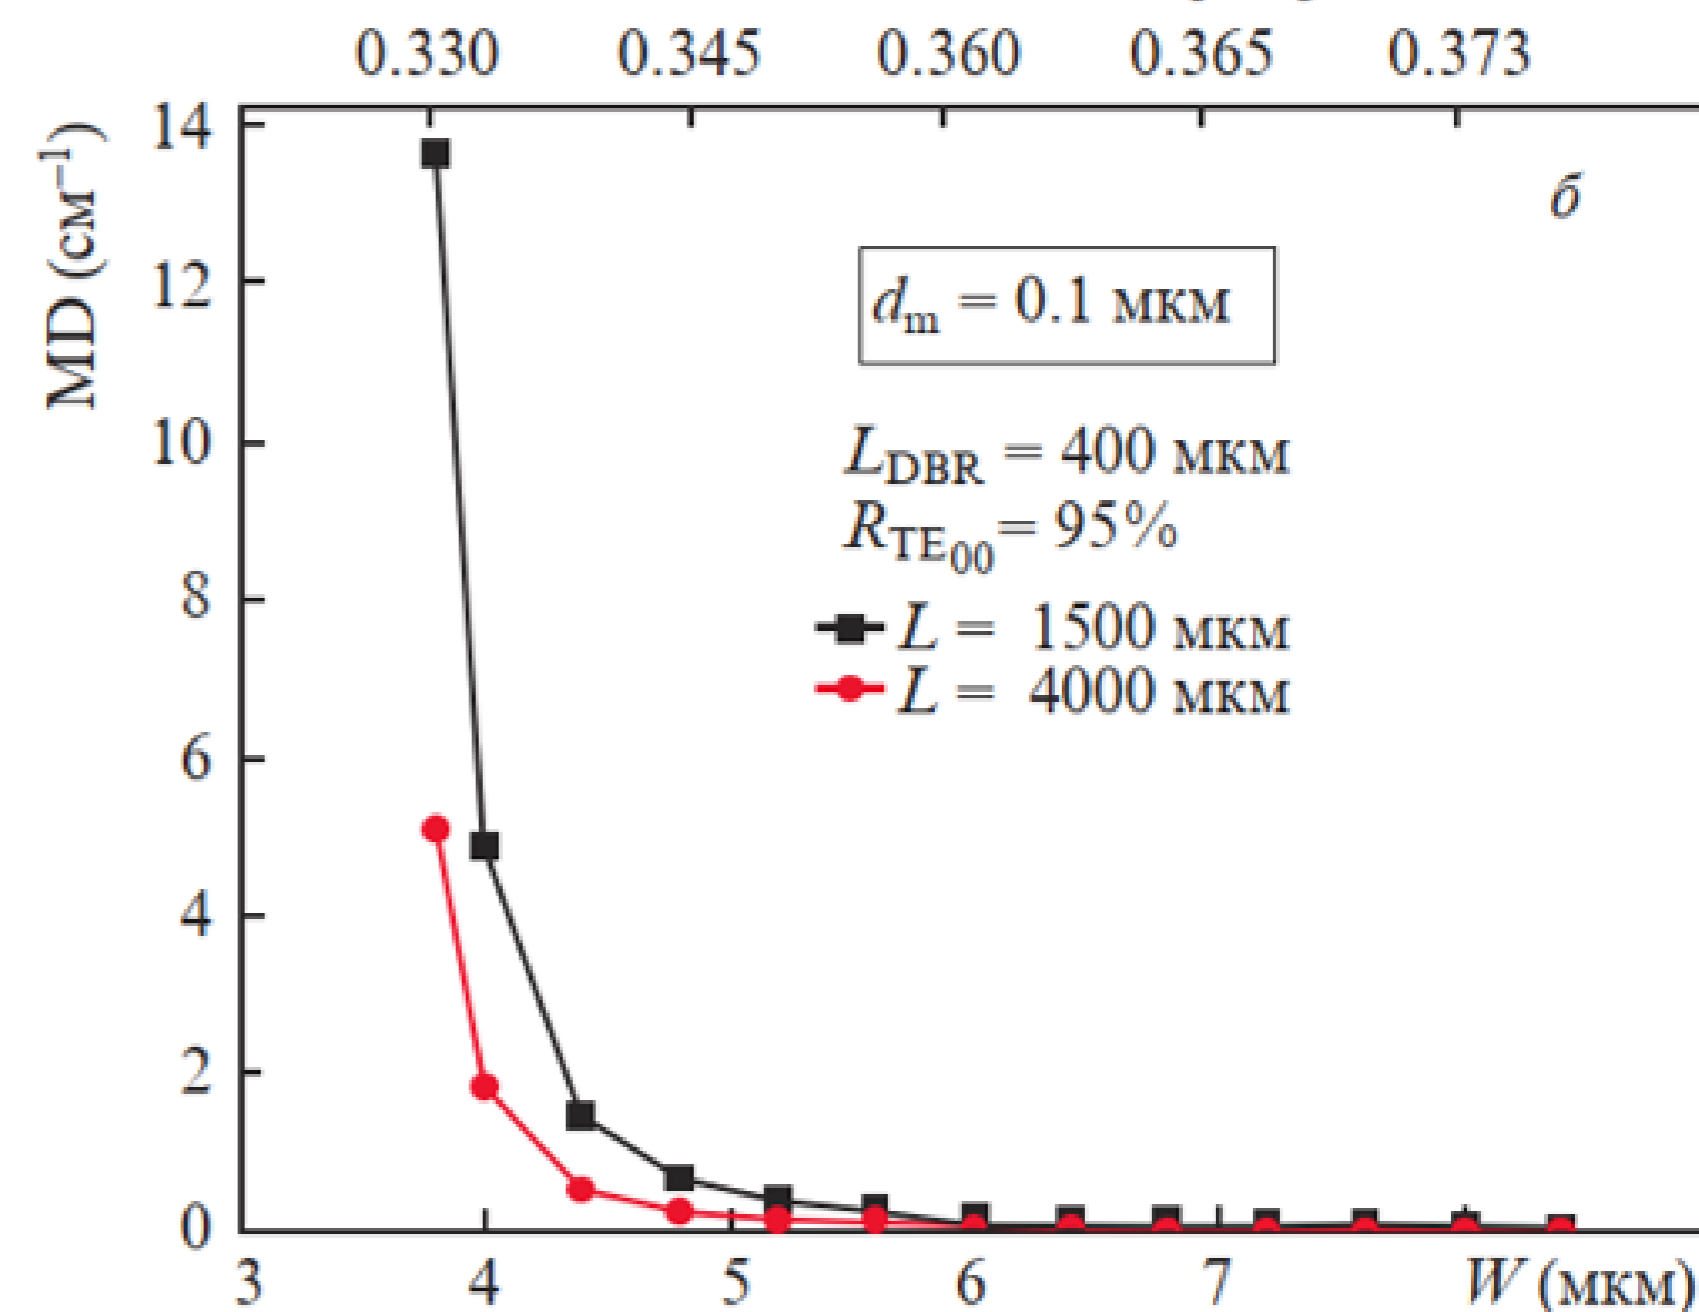 0.330 0.345 0.360 0.365 0.373
MD (см⁻¹)
14
12
10
8
6
4
2
0
б
dₘ = 0.1 мкм
L_DBR = 400 мкм
R_TE₀₀ = 95%
L = 1500 мкм
L = 4000 мкм
3 4 5 6 7 W (мкм)